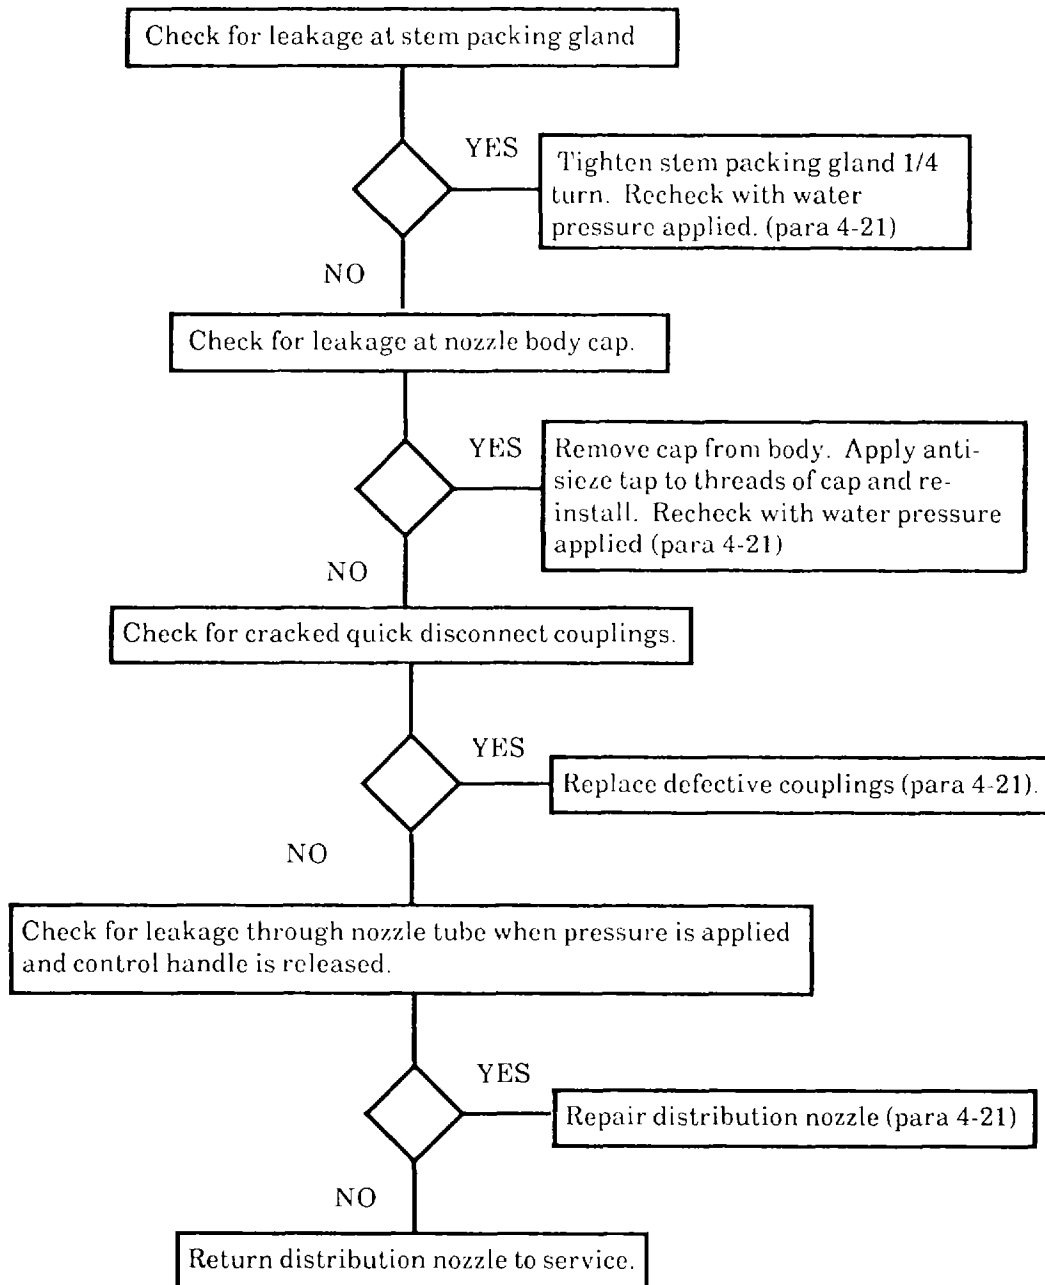 Check for leakage at stem packing gland
YES
Tighten stem packing gland 1/4
turn. Recheck with water
pressure applied. (para 4-21)
NO
Check for leakage at nozzle body cap.
YES
Remove cap from body. Apply anti-
sieze tap to threads of cap and re-
install. Recheck with water pressure
applied (para 4-21)
NO
Check for cracked quick disconnect couplings.
YES
Replace defective couplings (para 4-21).
NO
Check for leakage through nozzle tube when pressure is applied
and control handle is released.
YES
Repair distribution nozzle (para 4-21)
NO
Return distribution nozzle to service.